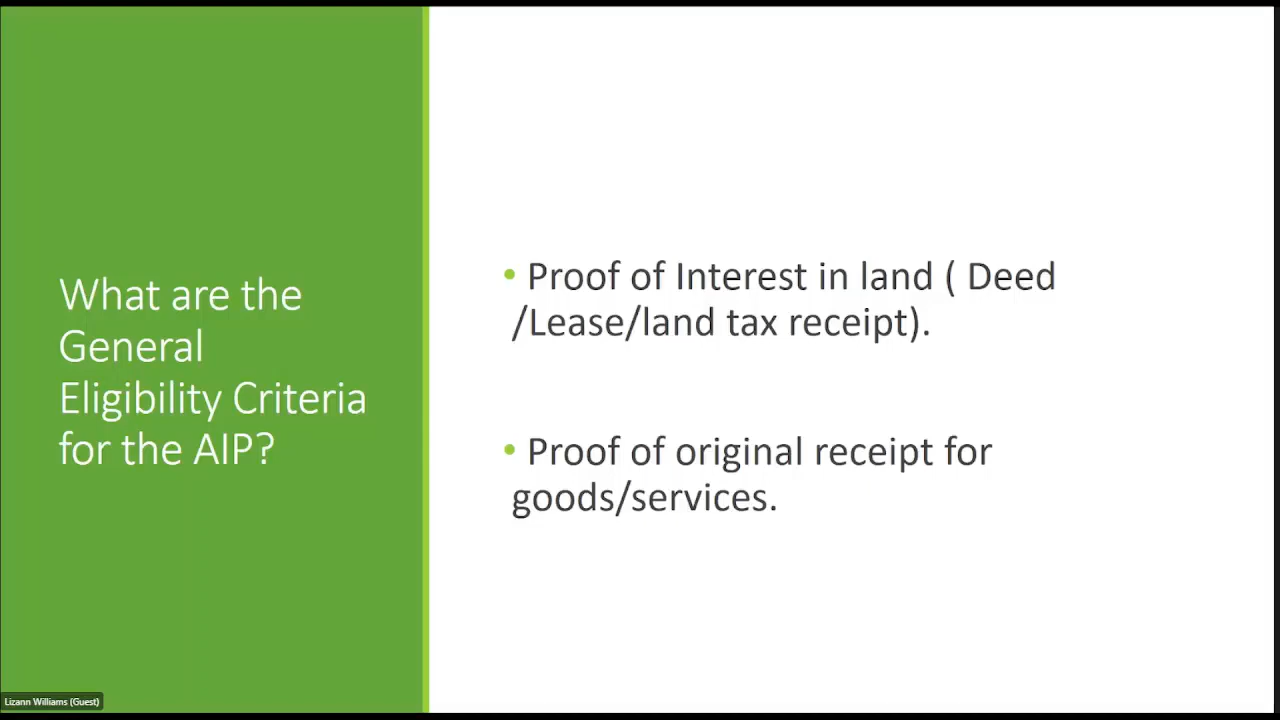 What are the
General
Eligibility Criteria
for the AIP?
• Proof of Interest in land ( Deed
/Lease/land tax receipt).
• Proof of original receipt for
goods/services.
Lizann Williams (Guest)